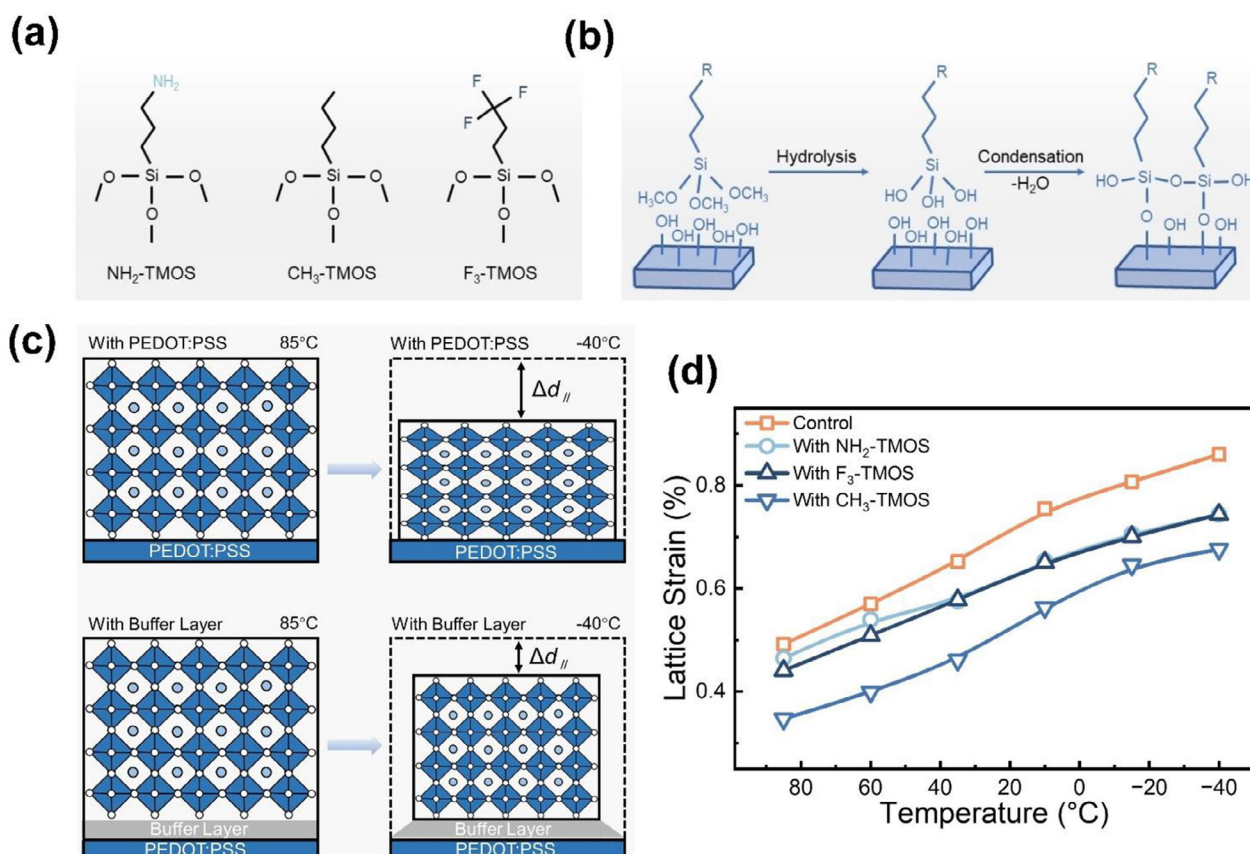 (a)
NH₂
F
F
F
O
Si
O
O
O
Si
O
O
O
Si
O
O
NH₂-TMOS
CH₃-TMOS
F₃-TMOS
(b)
R
R
R
Hydrolysis
Condensation
-H₂O
Si
H₃CO
OCH₃
OCH₃
Si
HO
OH
OH
HO
Si
O
Si
OH
O
O
OH
OH
OH
OH
OH
OH
OH
OH
OH
OH
OH
OH
(c)
With PEDOT:PSS 85°C
PEDOT:PSS
With PEDOT:PSS -40°C
Δd //
PEDOT:PSS
With Buffer Layer 85°C
Buffer Layer
PEDOT:PSS
With Buffer Layer -40°C
Δd //
Buffer Layer
PEDOT:PSS
(d)
Control
With NH₂-TMOS
With F₃-TMOS
With CH₃-TMOS
Lattice Strain (%)
0.8
0.6
0.4
80 60 40 20 0 −20 −40
Temperature (°C)